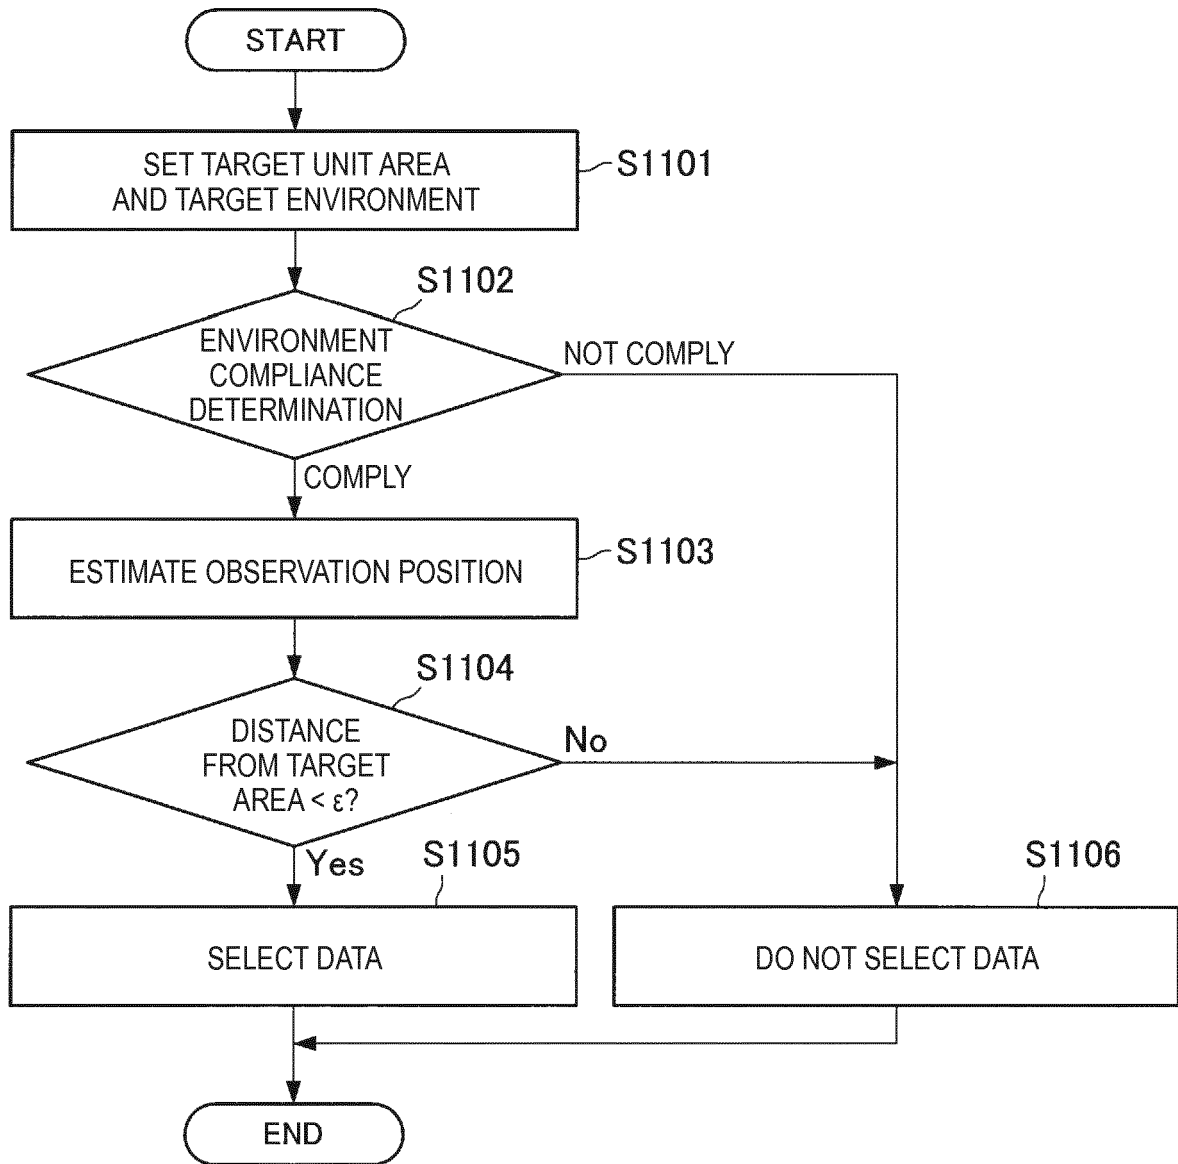 START
SET TARGET UNIT AREA
AND TARGET ENVIRONMENT
S1101
S1102
ENVIRONMENT
COMPLIANCE
DETERMINATION
NOT COMPLY
COMPLY
ESTIMATE OBSERVATION POSITION
S1103
S1104
DISTANCE
FROM TARGET
AREA < ε?
No
Yes
S1105
SELECT DATA
S1106
DO NOT SELECT DATA
END